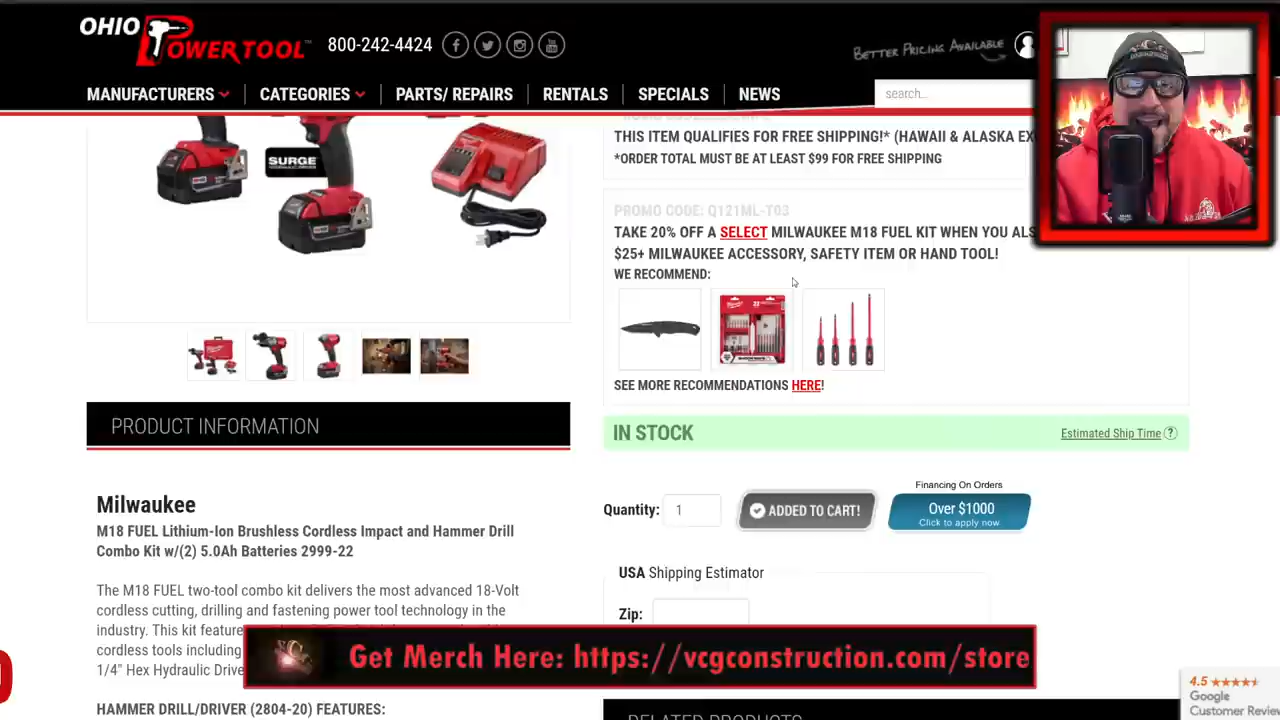 OHIO
POWER TOOL
800-242-4424
BETTER PRICING AVAILABLE
MANUFACTURERS
CATEGORIES
PARTS/ REPAIRS
RENTALS
SPECIALS
NEWS
search...
THIS ITEM QUALIFIES FOR FREE SHIPPING!* (HAWAII & ALASKA
*ORDER TOTAL MUST BE AT LEAST $99 FOR FREE SHIPPING
SURGE
PROMO CODE: Q121ML-T03
TAKE 20% OFF A SELECT MILWAUKEE M18 FUEL KIT WHEN YOU
$25+ MILWAUKEE ACCESSORY, SAFETY ITEM OR HAND TOOL!
WE RECOMMEND:
SEE MORE RECOMMENDATIONS HERE!
PRODUCT INFORMATION
IN STOCK
Estimated Ship Time ?
Financing On Orders
Quantity: 1
ADDED TO CART!
Over $1000
Click to apply now
Milwaukee
M18 FUEL Lithium-Ion Brushless Cordless Impact and Hammer Drill
Combo Kit w/(2) 5.0Ah Batteries 2999-22
USA Shipping Estimator
Zip:
The M18 FUEL two-tool combo kit delivers the most advanced 18-Volt
cordless cutting, drilling and fastening power tool technology in the
industry. This kit feature
cordless tools including
1/4" Hex Hydraulic Drive
Get Merch Here: https://vcgconstruction.com/store
HAMMER DRILL/DRIVER (2804-20) FEATURES:
RELATED PRODUCTS
4.5
Google
Customer